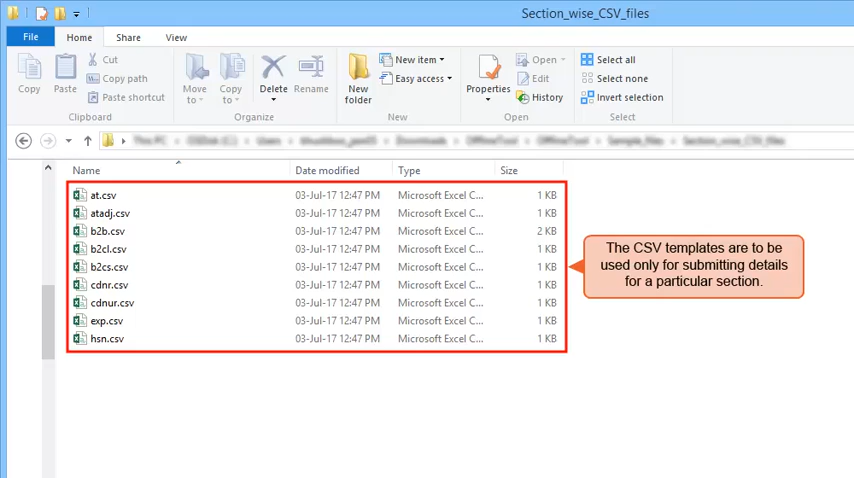 Section_wise_CSV_files
File Home Share View
Copy
Paste
Cut
Copy path
Paste shortcut
Clipboard
Move to
Copy to
Delete
Rename
Organize
New folder
New item
Easy access
New
Properties
Open
Edit
History
Open
Select all
Select none
Invert selection
Select
Name Date modified Type Size
at.csv 03-Jul-17 12:47 PM Microsoft Excel C... 1 KB
atadj.csv 03-Jul-17 12:47 PM Microsoft Excel C... 1 KB
b2b.csv 03-Jul-17 12:47 PM Microsoft Excel C... 2 KB
b2cl.csv 03-Jul-17 12:47 PM Microsoft Excel C... 1 KB
b2cs.csv 03-Jul-17 12:47 PM Microsoft Excel C... 1 KB
cdnr.csv 03-Jul-17 12:47 PM Microsoft Excel C... 1 KB
cdnur.csv 03-Jul-17 12:47 PM Microsoft Excel C... 1 KB
exp.csv 03-Jul-17 12:47 PM Microsoft Excel C... 1 KB
hsn.csv 03-Jul-17 12:47 PM Microsoft Excel C... 1 KB
The CSV templates are to be
used only for submitting details
for a particular section.